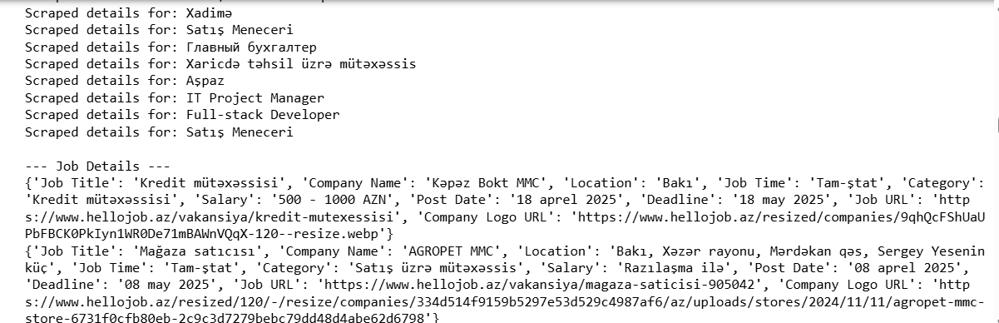 Scraped details for: Xadimə
Scraped details for: Satış Meneceri
Scraped details for: Главный бухгалтер
Scraped details for: Xaricdə təhsil üzrə mütəxəssis
Scraped details for: Aşpaz
Scraped details for: IT Project Manager
Scraped details for: Full-stack Developer
Scraped details for: Satış Meneceri
--- Job Details ---
{'Job Title': 'Kredit mütəxəssisi', 'Company Name': 'Kəpəz Bokt MMC', 'Location': 'Bakı', 'Job Time': 'Tam-ştat', 'Category':
'Kredit mütəxəssisi', 'Salary': '500 - 1000 AZN', 'Post Date': '18 aprel 2025', 'Deadline': '18 may 2025', 'Job URL': 'http
s://www.hellojob.az/vakansiya/kredit-mutexessisi', 'Company Logo URL': 'https://www.hellojob.az/resized/companies/9qhQcFShUaU
PbFBCK0PkIyn1WR0De71mBAWnVQqX-120--resize.webp'}
{'Job Title': 'Mağaza satıcısı', 'Company Name': 'AGROPET MMC', 'Location': 'Bakı, Xəzər rayonu, Mərdəkan qəs, Sergey Yesenin
küç', 'Job Time': 'Tam-ştat', 'Category': 'Satış üzrə mütəxəssis', 'Salary': 'Razılaşma ilə', 'Post Date': '08 aprel 2025',
'Deadline': '08 may 2025', 'Job URL': 'https://www.hellojob.az/vakansiya/magaza-saticisi-905042', 'Company Logo URL': 'http
s://www.hellojob.az/resized/120/-/resize/companies/334d514f9159b5297e53d529c4987af6/az/uploads/stores/2024/11/11/agropet-mmc-
store-6731f0cfb80eb-2c9c3d7279bebc79dd48d4abe62d6798'}